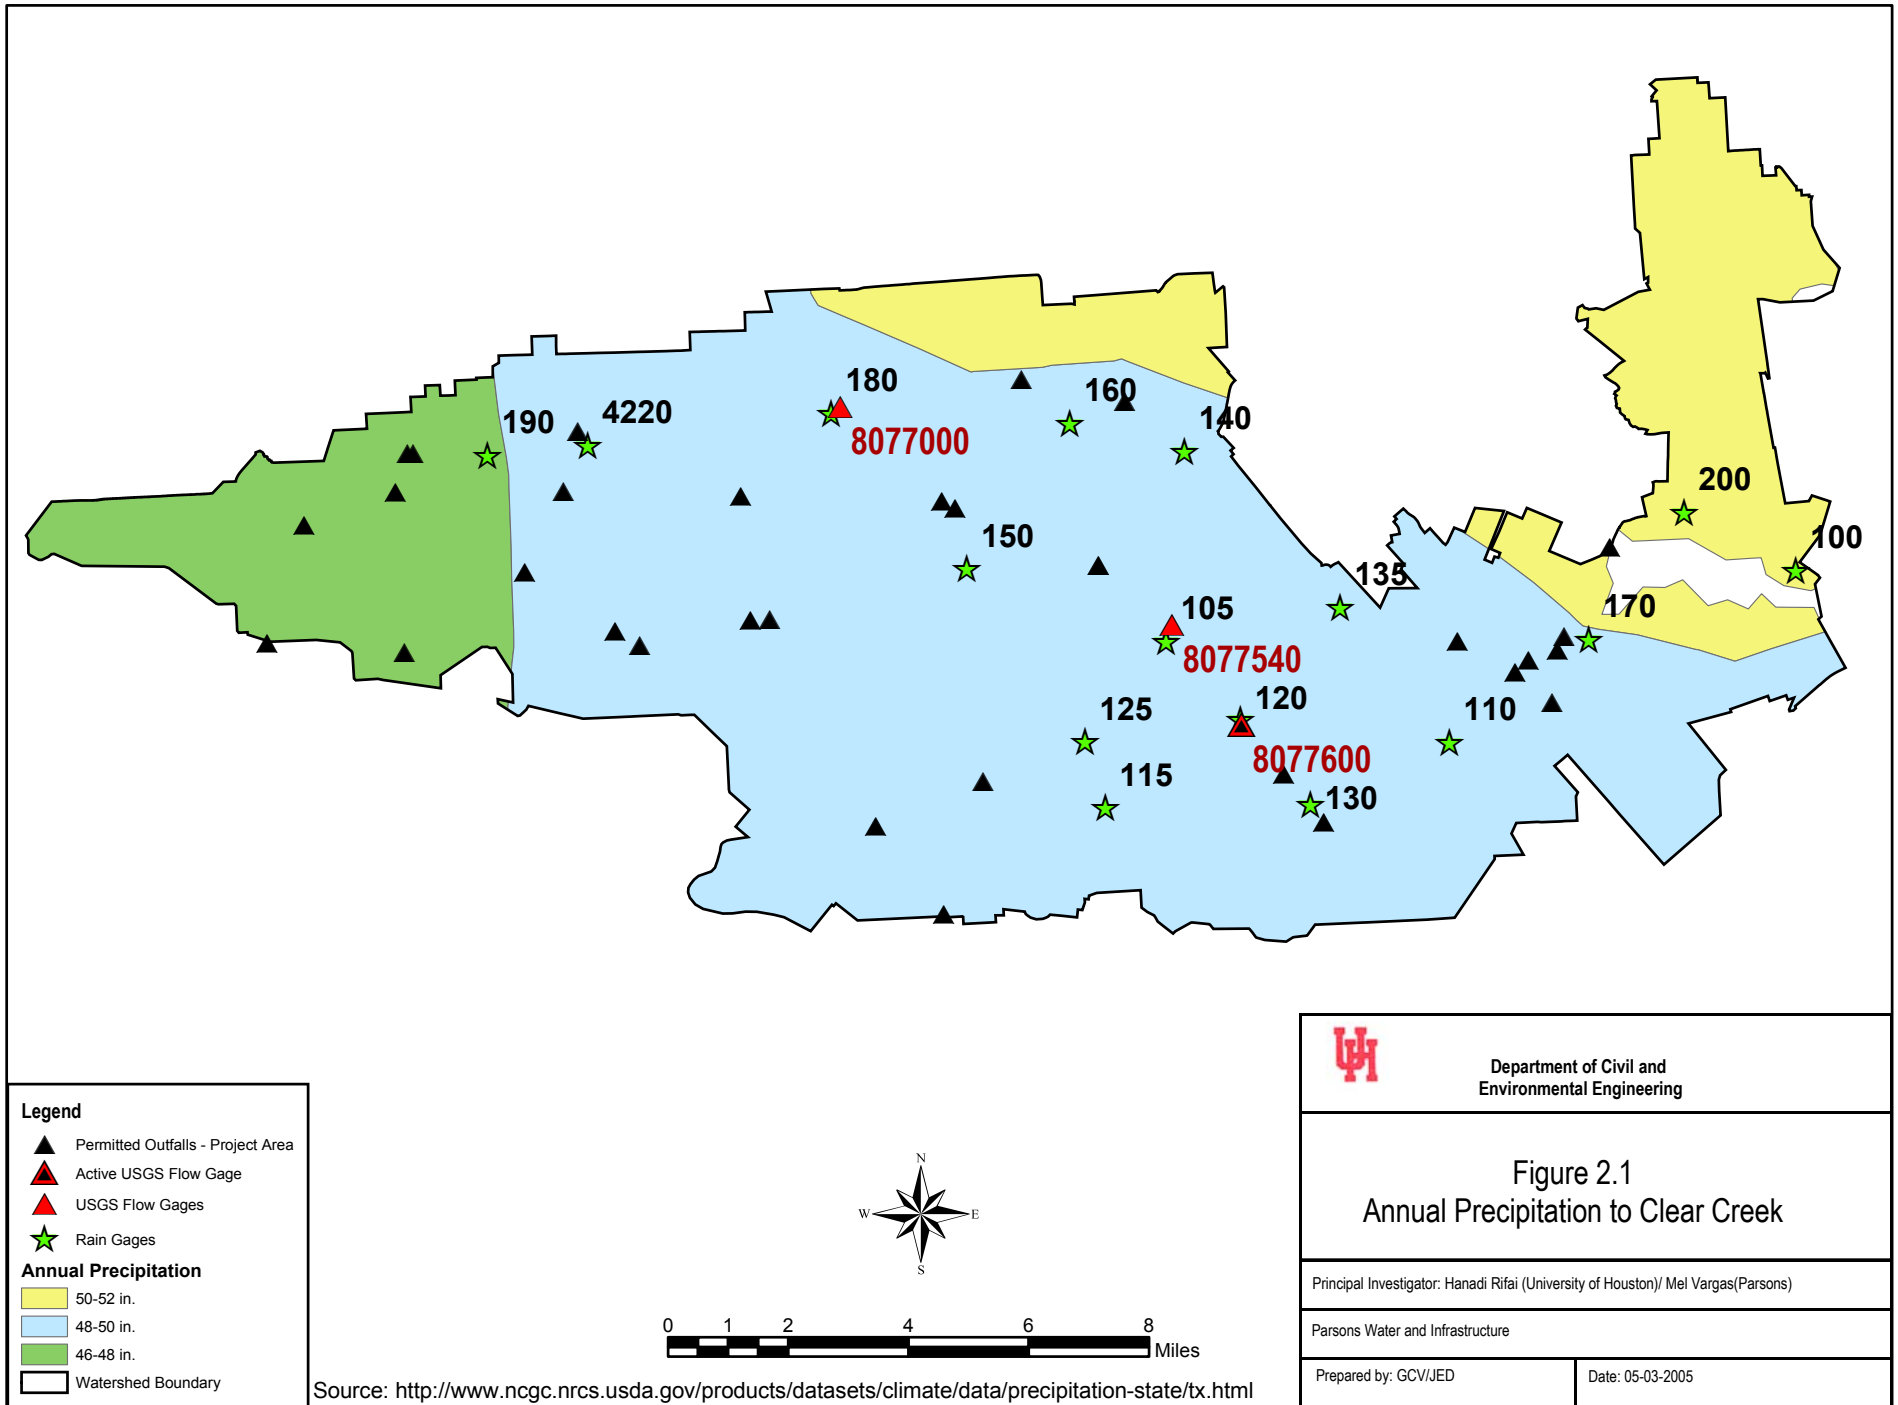 180
160
190
4220
140
8077000
200
150
100
135
105
170
8077540
120
125
110
8077600
115
130
Legend
Permitted Outfalls - Project Area
Active USGS Flow Gage
USGS Flow Gages
Rain Gages
Annual Precipitation
50-52 in.
48-50 in.
46-48 in.
Watershed Boundary
N
W E
S
0 1 2 4 6 8
Miles
Source: http://www.ncgc.nrcs.usda.gov/products/datasets/climate/data/precipitation-state/tx.html
UH
Department of Civil and
Environmental Engineering
Figure 2.1
Annual Precipitation to Clear Creek
Principal Investigator: Hanadi Rifai (University of Houston)/ Mel Vargas(Parsons)
Parsons Water and Infrastructure
Prepared by: GCV/JED
Date: 05-03-2005